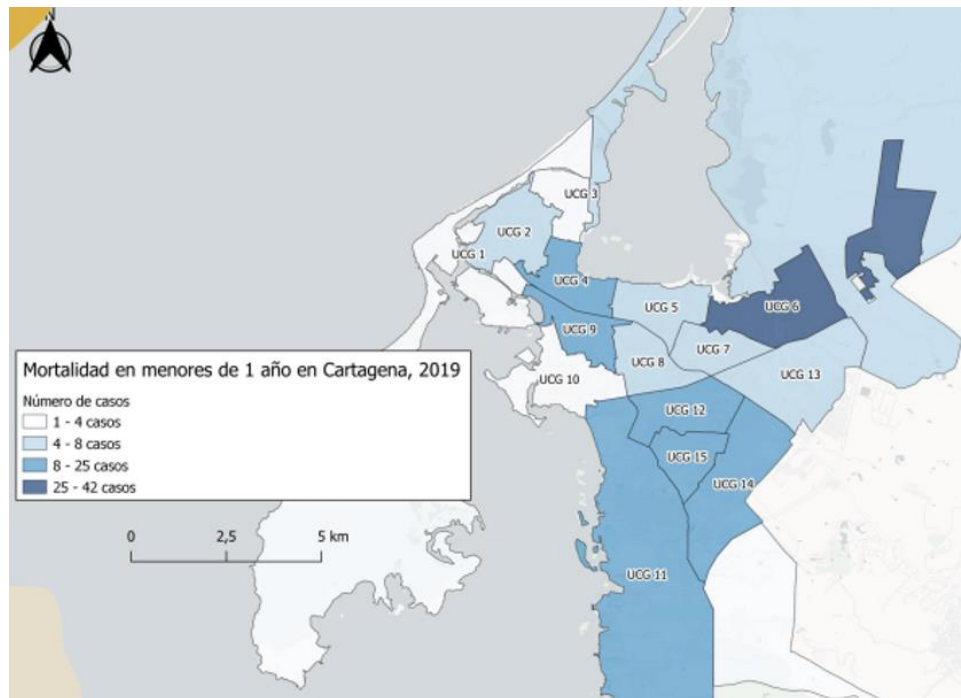 N
UCG 3
UCG 2
UCG 1
UCG 4
UCG 5
UCG 6
UCG 9
UCG 7
UCG 8
UCG 13
UCG 10
UCG 12
UCG 15
UCG 14
UCG 11
Mortalidad en menores de 1 año en Cartagena, 2019
Número de casos
1 - 4 casos
4 - 8 casos
8 - 25 casos
25 - 42 casos
0 2,5 5 km